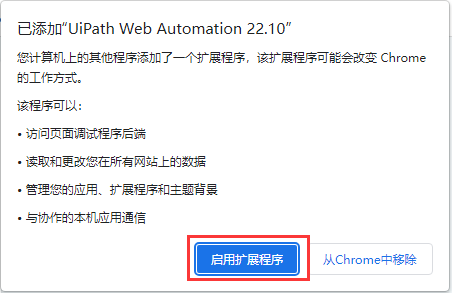 已添加“UiPath Web Automation 22.10”
您计算机上的其他程序添加了一个扩展程序，该扩展程序可能会改变 Chrome
的工作方式。
该程序可以：
• 访问页面调试程序后端
• 读取和更改您在所有网站上的数据
• 管理您的应用、扩展程序和主题背景
• 与协作的本机应用通信
启用扩展程序 从Chrome中移除